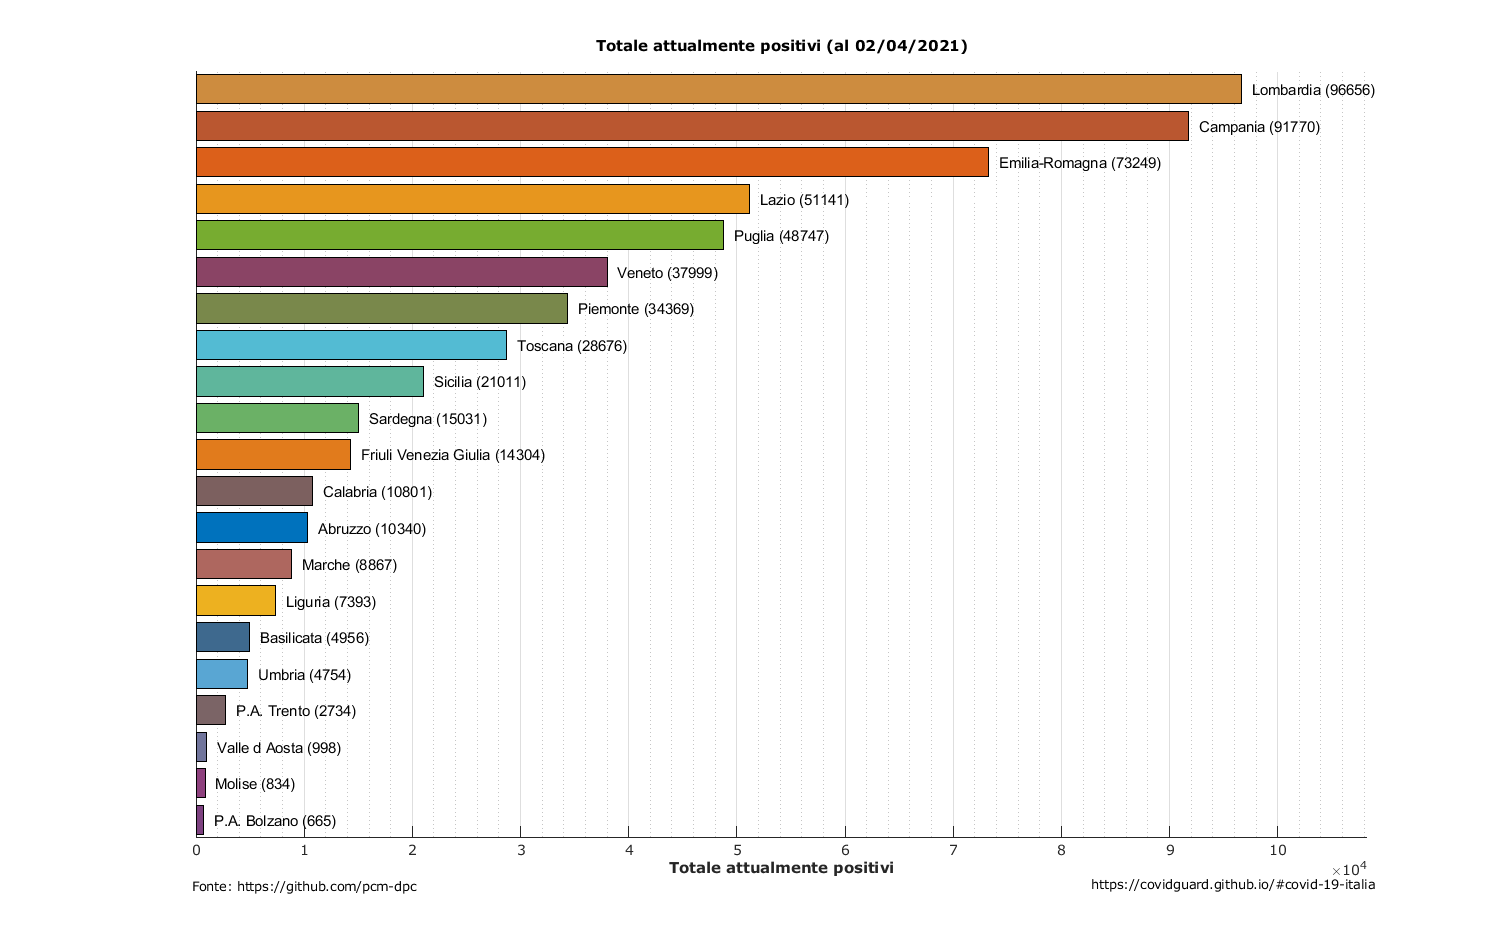 Totale attualmente positivi (al 02/04/2021)
Lombardia (96656)
Campania (91770)
Emilia-Romagna (73249)
Lazio (51141)
Puglia (48747)
Veneto (37999)
Piemonte (34369)
Toscana (28676)
Sicilia (21011)
Sardegna (15031)
Friuli Venezia Giulia (14304)
Calabria (10801)
Abruzzo (10340)
Marche (8867)
Liguria (7393)
Basilicata (4956)
Umbria (4754)
P.A. Trento (2734)
Valle d Aosta (998)
Molise (834)
P.A. Bolzano (665)
0 1 2 3 4 5 6 7 8 9 10
×10⁴
Totale attualmente positivi
Fonte: https://github.com/pcm-dpc
https://covidguard.github.io/#covid-19-italia